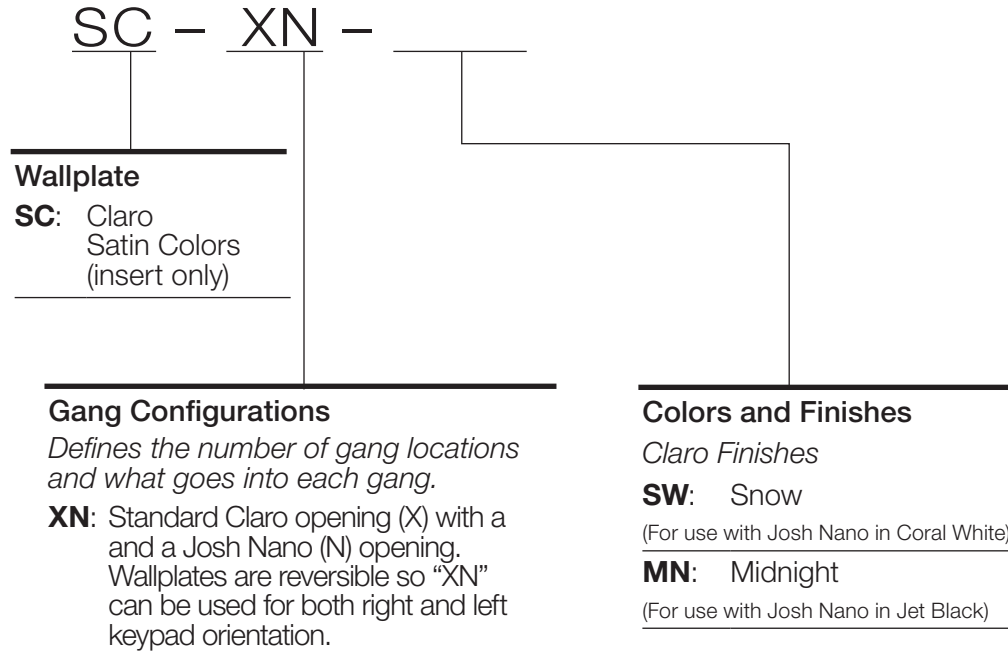 SC – XN –
Wallplate
SC: Claro
Satin Colors
(insert only)
Gang Configurations
Defines the number of gang locations
and what goes into each gang.
XN: Standard Claro opening (X) with a
and a Josh Nano (N) opening.
Wallplates are reversible so “XN”
can be used for both right and left
keypad orientation.
Colors and Finishes
Claro Finishes
SW: Snow
(For use with Josh Nano in Coral White)
MN: Midnight
(For use with Josh Nano in Jet Black)